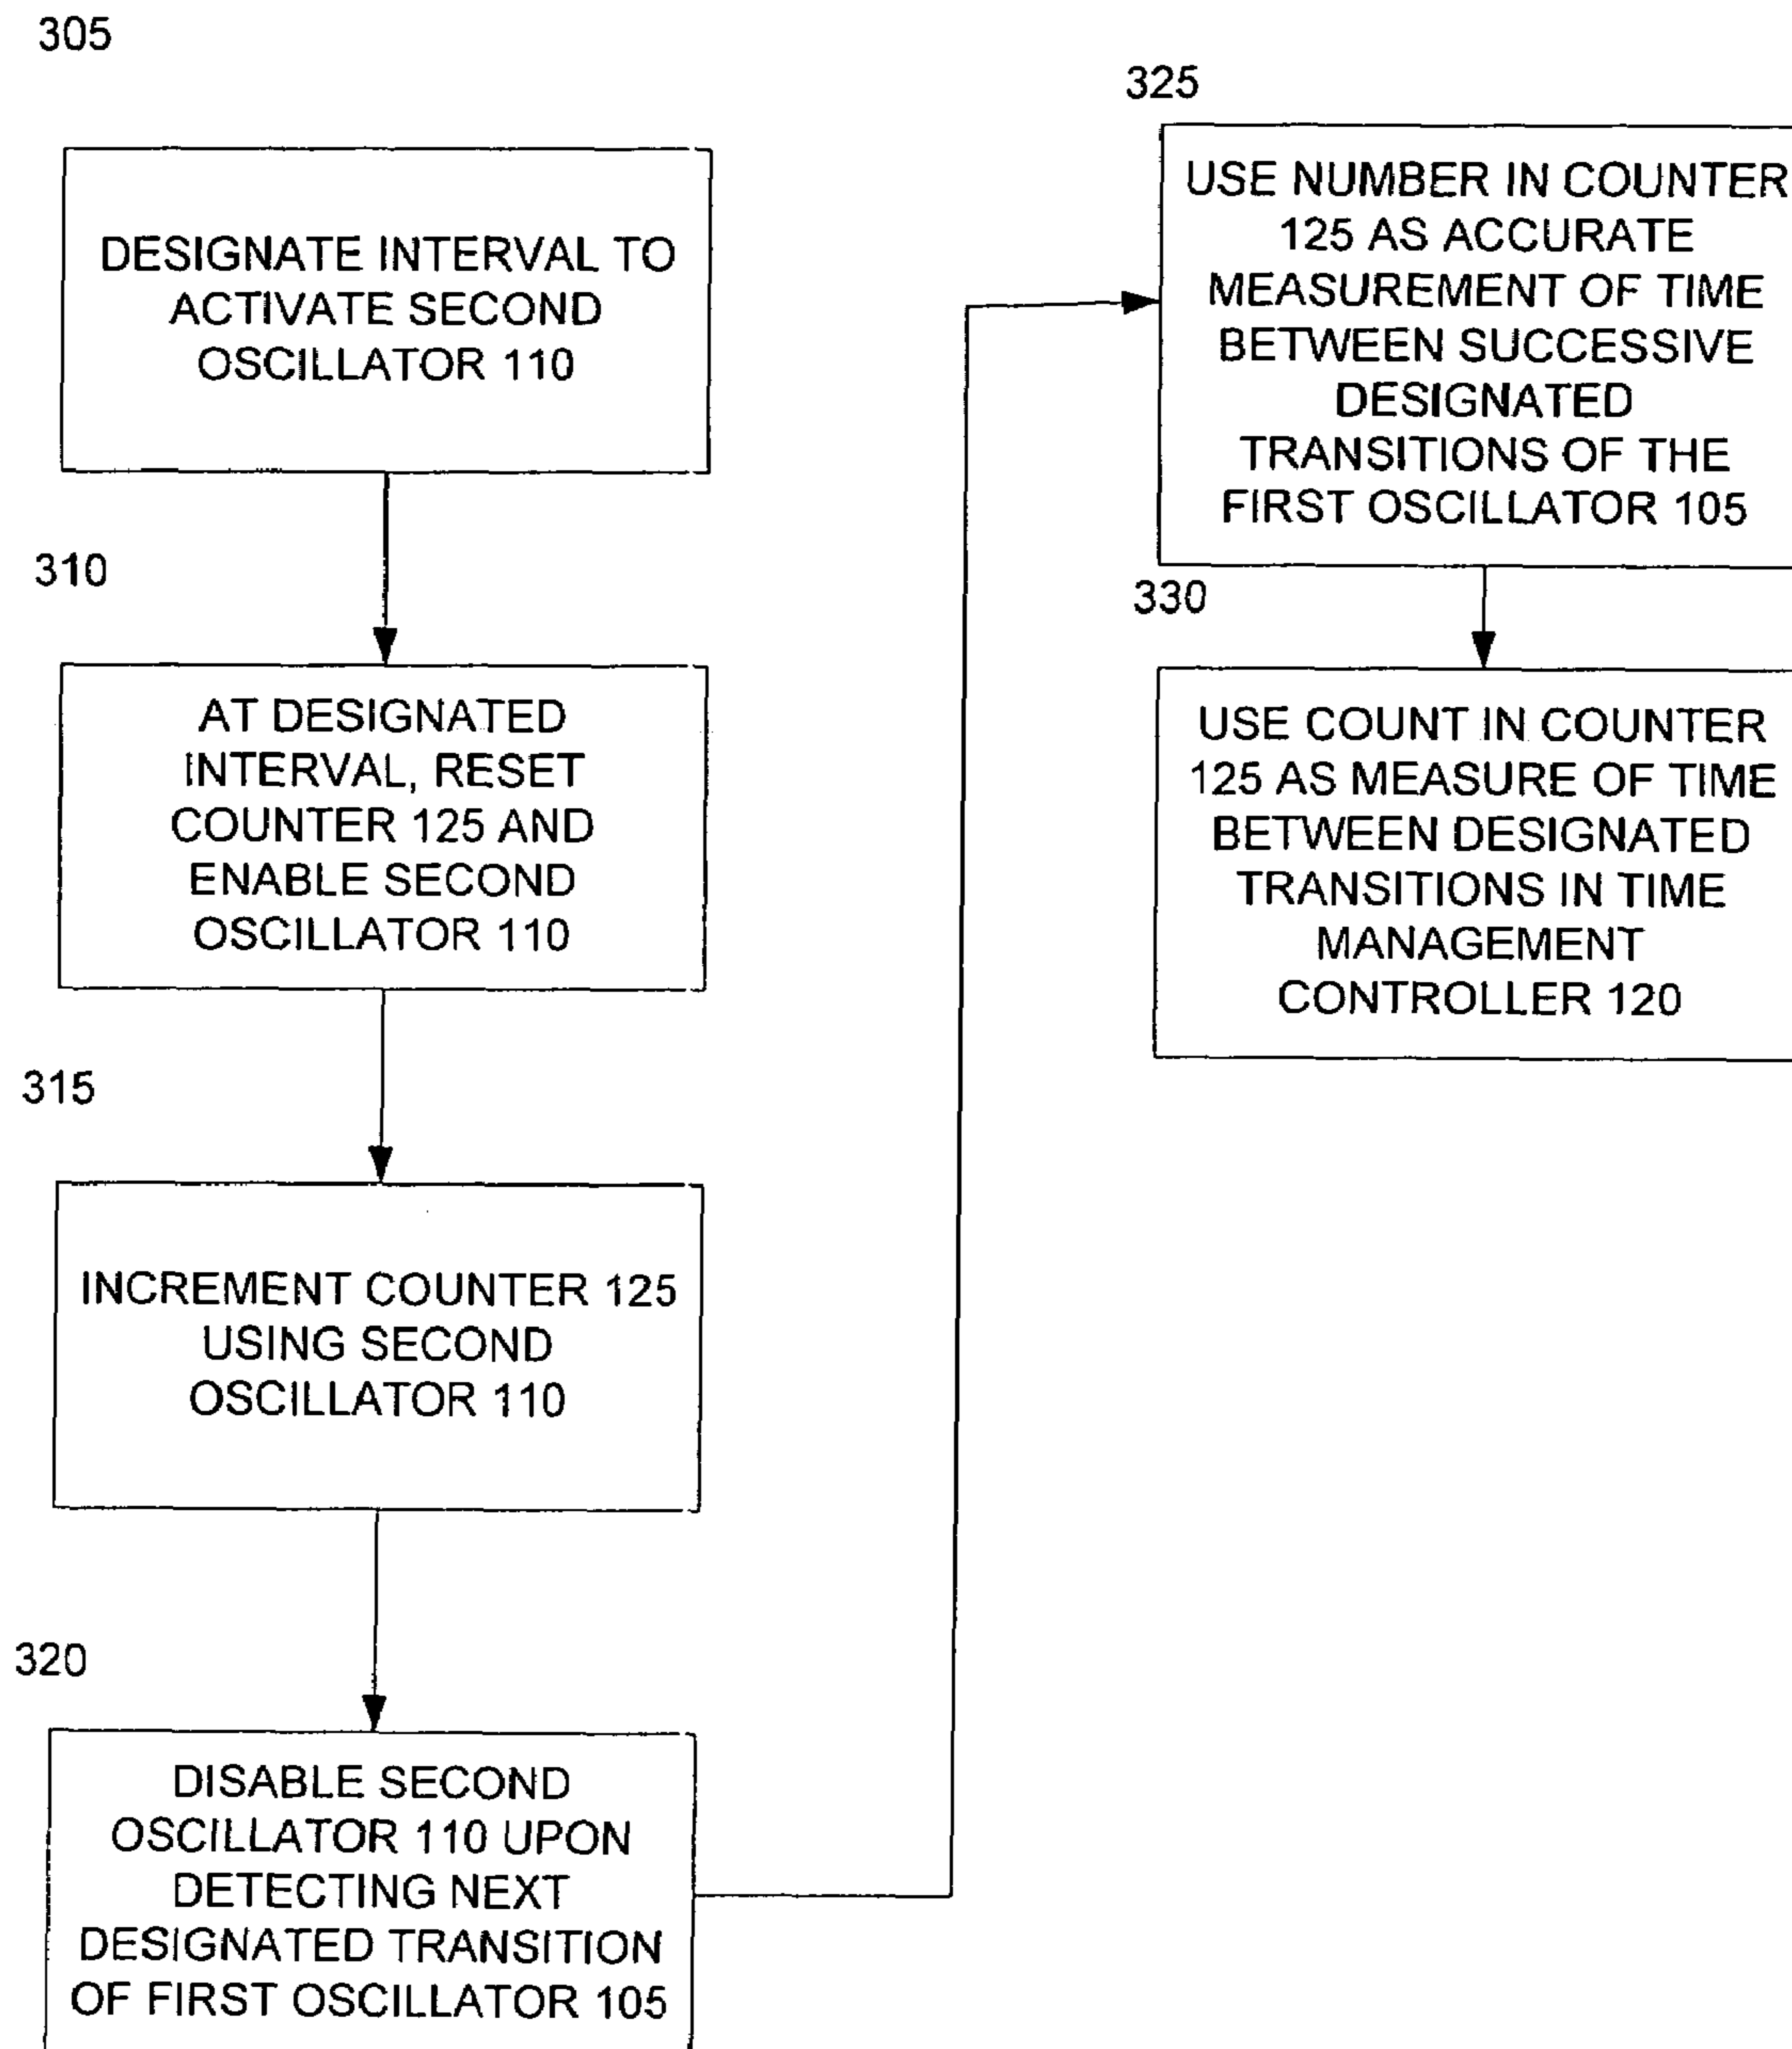 305
DESIGNATE INTERVAL TO
ACTIVATE SECOND
OSCILLATOR 110
310
AT DESIGNATED
INTERVAL, RESET
COUNTER 125 AND
ENABLE SECOND
OSCILLATOR 110
315
INCREMENT COUNTER 125
USING SECOND
OSCILLATOR 110
320
DISABLE SECOND
OSCILLATOR 110 UPON
DETECTING NEXT
DESIGNATED TRANSITION
OF FIRST OSCILLATOR 105
325
USE NUMBER IN COUNTER
125 AS ACCURATE
MEASUREMENT OF TIME
BETWEEN SUCCESSIVE
DESIGNATED
TRANSITIONS OF THE
FIRST OSCILLATOR 105
330
USE COUNT IN COUNTER
125 AS MEASURE OF TIME
BETWEEN DESIGNATED
TRANSITIONS IN TIME
MANAGEMENT
CONTROLLER 120